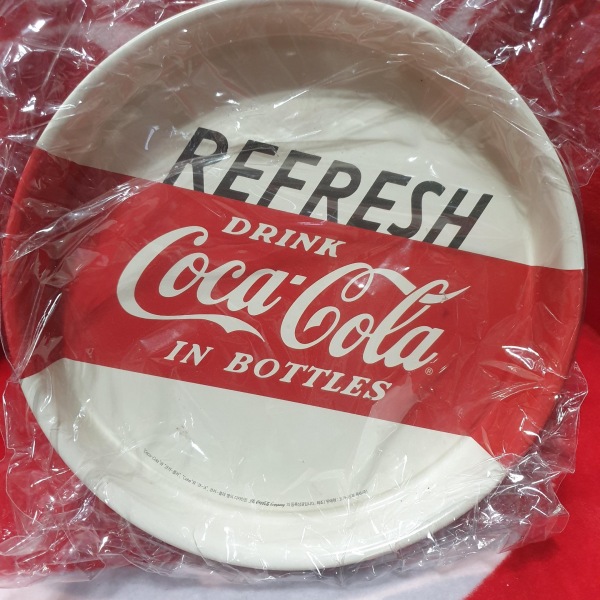 REFRESH
DRINK
Coca-Cola®
IN BOTTLES